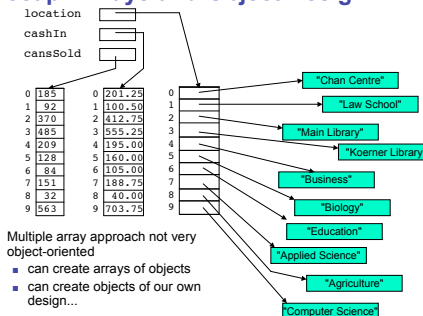 location
cashIn
cansSold
0 185
1 92
2 370
3 485
4 209
5 128
6 84
7 151
8 32
9 563
0 201.25
1 100.50
2 412.75
3 555.25
4 195.00
5 160.00
6 105.00
7 188.75
8 40.00
9 703.75
0
1
2
3
4
5
6
7
8
9
"Chan Centre"
"Law School"
"Main Library"
"Koerner Library
"Business"
"Biology"
"Education"
"Applied Science"
"Agriculture"
"Computer Science"
Multiple array approach not very
object-oriented
can create arrays of objects
can create objects of our own
design...